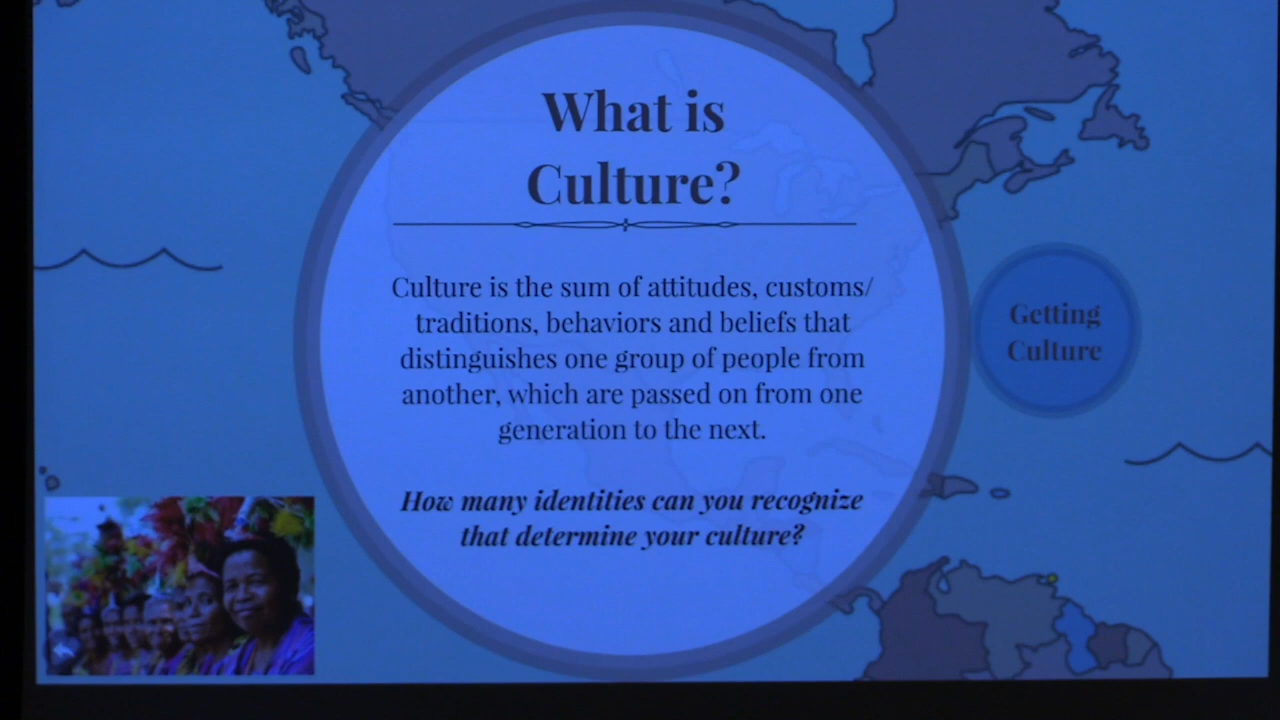 What is
Culture?
Culture is the sum of attitudes, customs/
traditions, behaviors and beliefs that
distinguishes one group of people from
another, which are passed on from one
generation to the next.
How many identities can you recognize
that determine your culture?
Getting
Culture